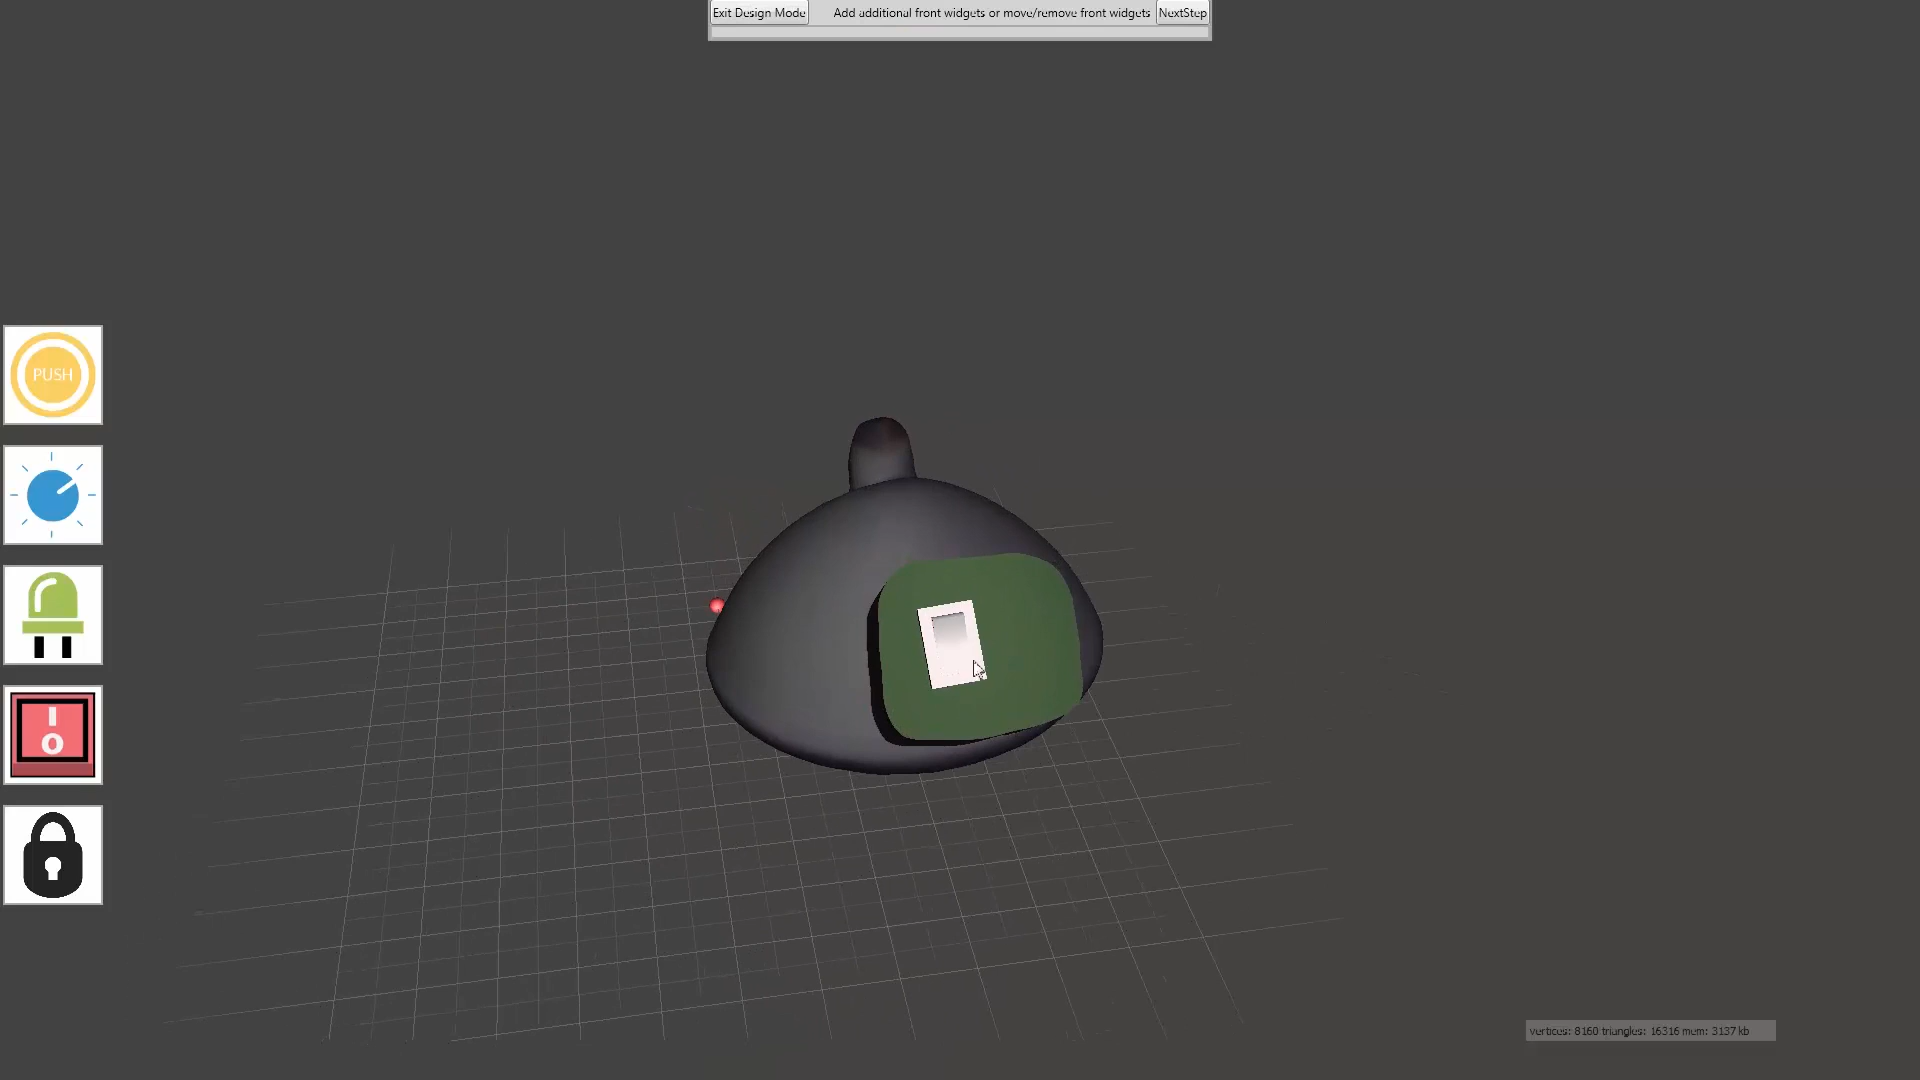 Exit Design Mode Add additional front widgets or move/remove front widgets NextStep
PUSH
I
O
vertices: 8160 triangles: 16316 mem: 3137 kb